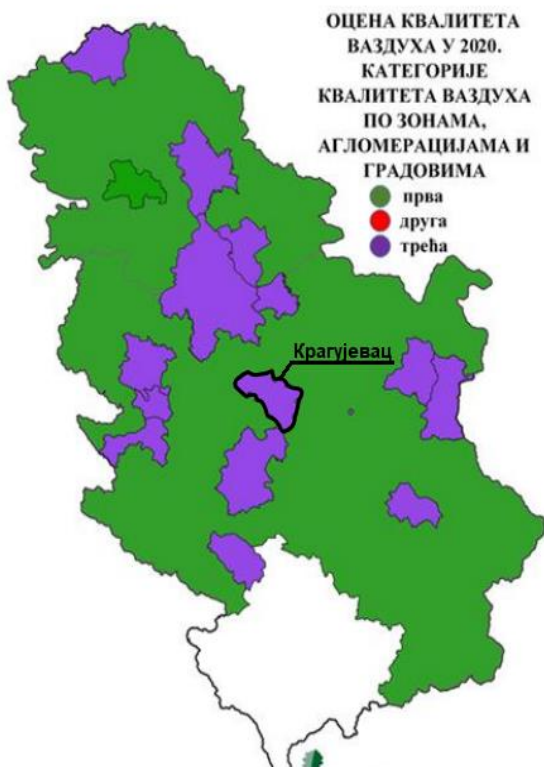 ОЦЕНА КВАЛИТЕТА
ВАЗДУХА У 2020.
КАТЕГОРИЈЕ
КВАЛИТЕТА ВАЗДУХА
ПО ЗОНАМА,
АГЛОМЕРАЦИЈАМА И
ГРАДОВИМА
прва
друга
трећа
Крагујевац